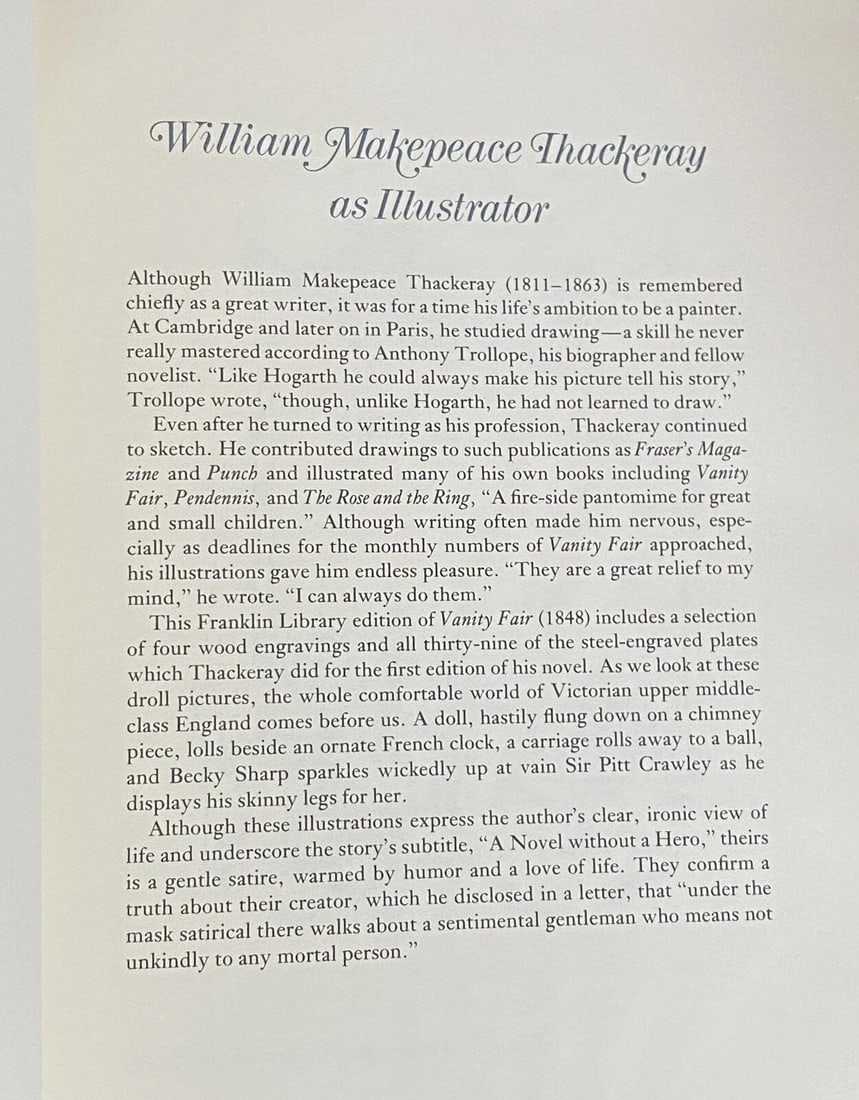 William Makepeace Thackeray
as Illustrator
Although William Makepeace Thackeray (1811–1863) is remembered
chiefly as a great writer, it was for a time his life’s ambition to be a painter.
At Cambridge and later on in Paris, he studied drawing—a skill he never
really mastered according to Anthony Trollope, his biographer and fellow
novelist. “Like Hogarth he could always make his picture tell his story,”
Trollope wrote, “though, unlike Hogarth, he had not learned to draw.”
Even after he turned to writing as his profession, Thackeray continued
to sketch. He contributed drawings to such publications as Fraser’s Maga-
zine and Punch and illustrated many of his own books including Vanity
Fair, Pendennis, and The Rose and the Ring, “A fire-side pantomime for great
and small children.” Although writing often made him nervous, espe-
cially as deadlines for the monthly numbers of Vanity Fair approached,
his illustrations gave him endless pleasure. “They are a great relief to my
mind,” he wrote. “I can always do them.”
This Franklin Library edition of Vanity Fair (1848) includes a selection
of four wood engravings and all thirty-nine of the steel-engraved plates
which Thackeray did for the first edition of his novel. As we look at these
droll pictures, the whole comfortable world of Victorian upper middle-
class England comes before us. A doll, hastily flung down on a chimney
piece, lolls beside an ornate French clock, a carriage rolls away to a ball,
and Becky Sharp sparkles wickedly up at vain Sir Pitt Crawley as he
displays his skinny legs for her.
Although these illustrations express the author’s clear, ironic view of
life and underscore the story’s subtitle, “A Novel without a Hero,” theirs
is a gentle satire, warmed by humor and a love of life. They confirm a
truth about their creator, which he disclosed in a letter, that “under the
mask satirical there walks about a sentimental gentleman who means not
unkindly to any mortal person.”